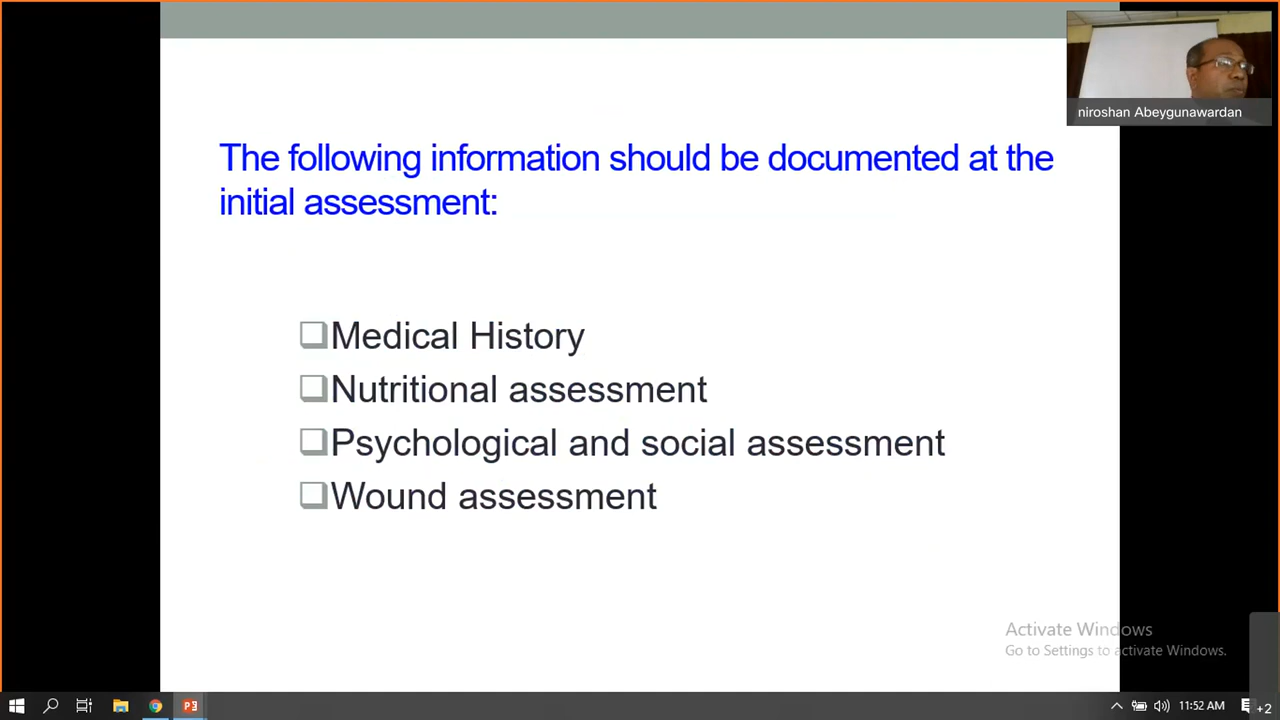 niroshan Abeygunawardan
The following information should be documented at the
initial assessment:
Medical History
Nutritional assessment
Psychological and social assessment
Wound assessment
Activate Windows
Go to Settings to activate Windows.
11:52 AM
+2